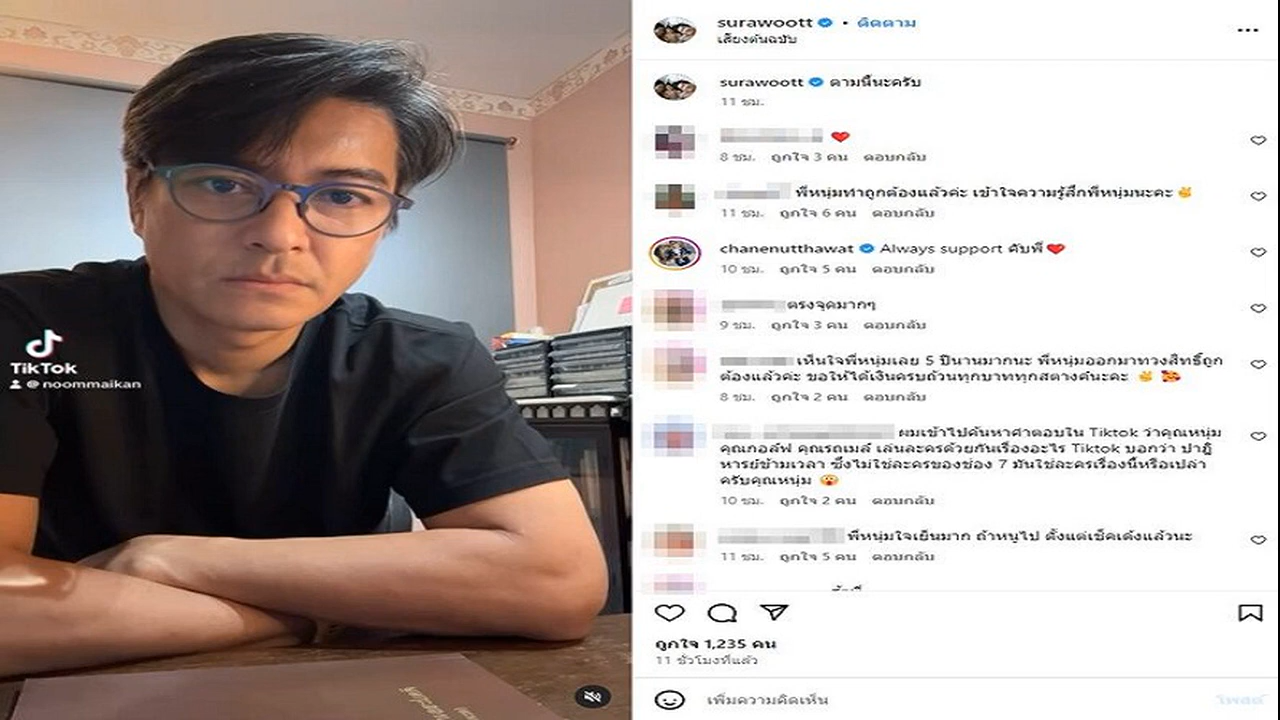 surawoott • ติดตาม
เสียงต้นฉบับ
surawoott ตามนี้นะครับ
11 ชม.
❤️
8 ชม. ถูกใจ 3 คน ตอบกลับ
พี่หนุ่มทำถูกต้องแล้วค่ะ เข้าใจความรู้สึกพี่หนุ่มนะคะ ✌️
11 ชม. ถูกใจ 6 คน ตอบกลับ
chanenutthawat Always support คับพี่ ❤️
10 ชม. ถูกใจ 5 คน ตอบกลับ
ตรงจุดมากๆ
9 ชม. ถูกใจ 3 คน ตอบกลับ
เห็นใจพี่หนุ่มเลย 5 ปีนานมากนะ พี่หนุ่มออกมาทวงสิทธิ์ถูก
ต้องแล้วค่ะ ขอให้ได้เงินครบถ้วนทุกบาททุกสตางค์นะคะ ✌️ 🥰
8 ชม. ถูกใจ 2 คน ตอบกลับ
ผมเข้าไปค้นหาคำตอบใน Tiktok ว่าคุณหนุ่ม
คุณกอล์ฟ คุณรถเมล์ เล่นละครด้วยกันเรื่องอะไร Tiktok บอกว่า ปาฏิ
หารย์ข้ามเวลา ซึ่งไม่ใช่ละครของช่อง 7 มันใช่ละครเรื่องนี้หรือเปล่า
ครับคุณหนุ่ม 😲
10 ชม. ถูกใจ 2 คน ตอบกลับ
พี่หนุ่มใจเย็นมาก ถ้าหนูไป ตั้งแต่เช็คเด้งแล้วนะ
11 ชม. ถูกใจ 5 คน ตอบกลับ
ถูกใจ 1,235 คน
11 ชั่วโมงที่แล้ว
เพิ่มความคิดเห็น
โพสต์
TikTok
@noommaikan